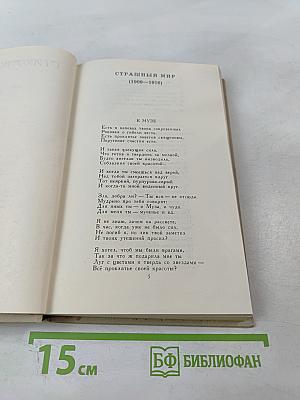 СТРАШНЫЙ МИР
(1909—1916)
К МУЗЕ
Есть в напевах твоих сокровенных
Роковая о гибели весть.
Есть проклятье заветов священных,
Поругание счастия есть.
И такая влекущая сила,
Что готов я твердить за молвой,
Будто ангелов ты низводила,
Соблазняя своей красотой...
И когда ты смеешься над верой,
Над тобой загорается вдруг
Тот неяркий, пурпурово-серый
И когда-то мной виденный круг.
Зла, добра ли? — Ты вся — не отсюда.
Мудрено про тебя говорят:
Для иных ты — и Муза, и чудо.
Для меня ты — мученье и ад.
Я не знаю, зачем на рассвете,
В час, когда уже не было сил,
Не погиб я, но лик твой заметил
И твоих утешений просил?
Я хотел, чтоб мы были врагами,
Так за что ж подарила мне ты
Луг с цветами и твердь со звездами —
Всё проклятье своей красоты?
5
15 см
БФ
БИБЛИОФАН